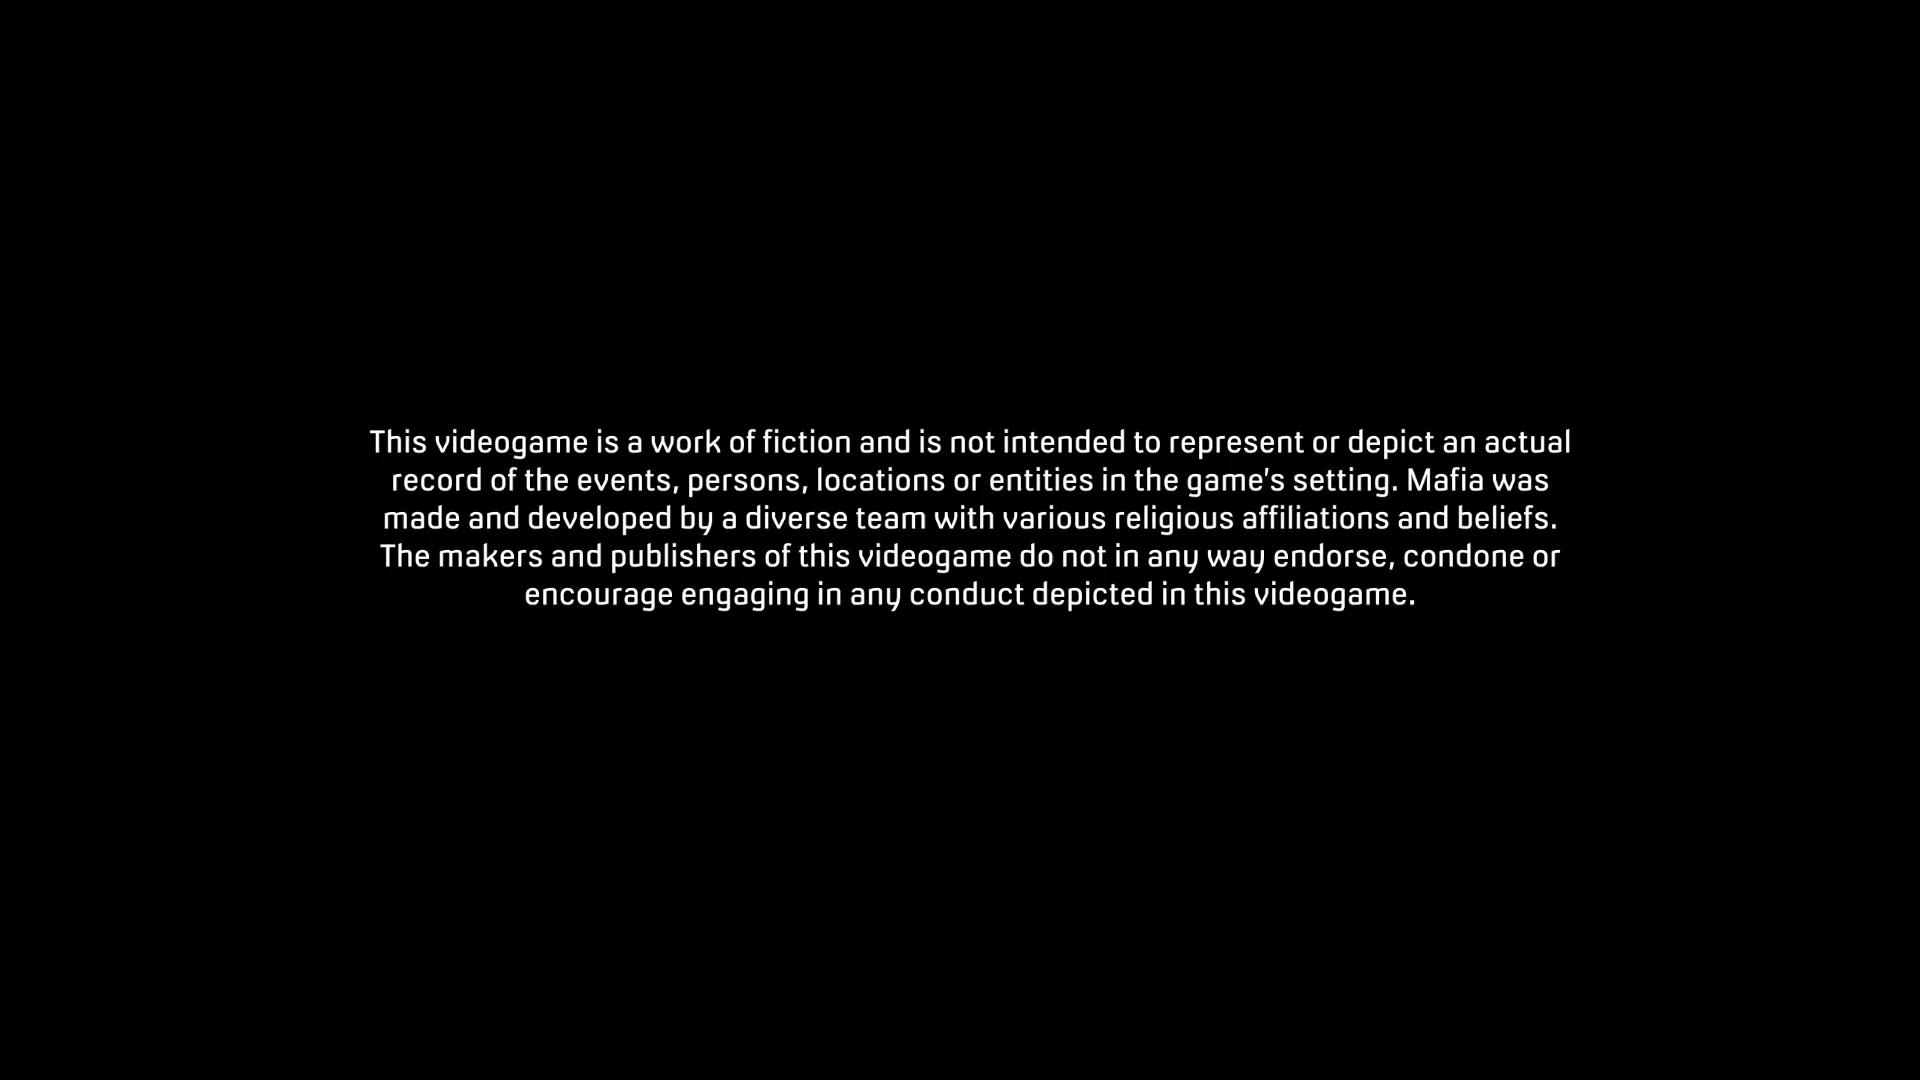 This videogame is a work of fiction and is not intended to represent or depict an actual
record of the events, persons, locations or entities in the game's setting. Mafia was
made and developed by a diverse team with various religious affiliations and beliefs.
The makers and publishers of this videogame do not in any way endorse, condone or
encourage engaging in any conduct depicted in this videogame.